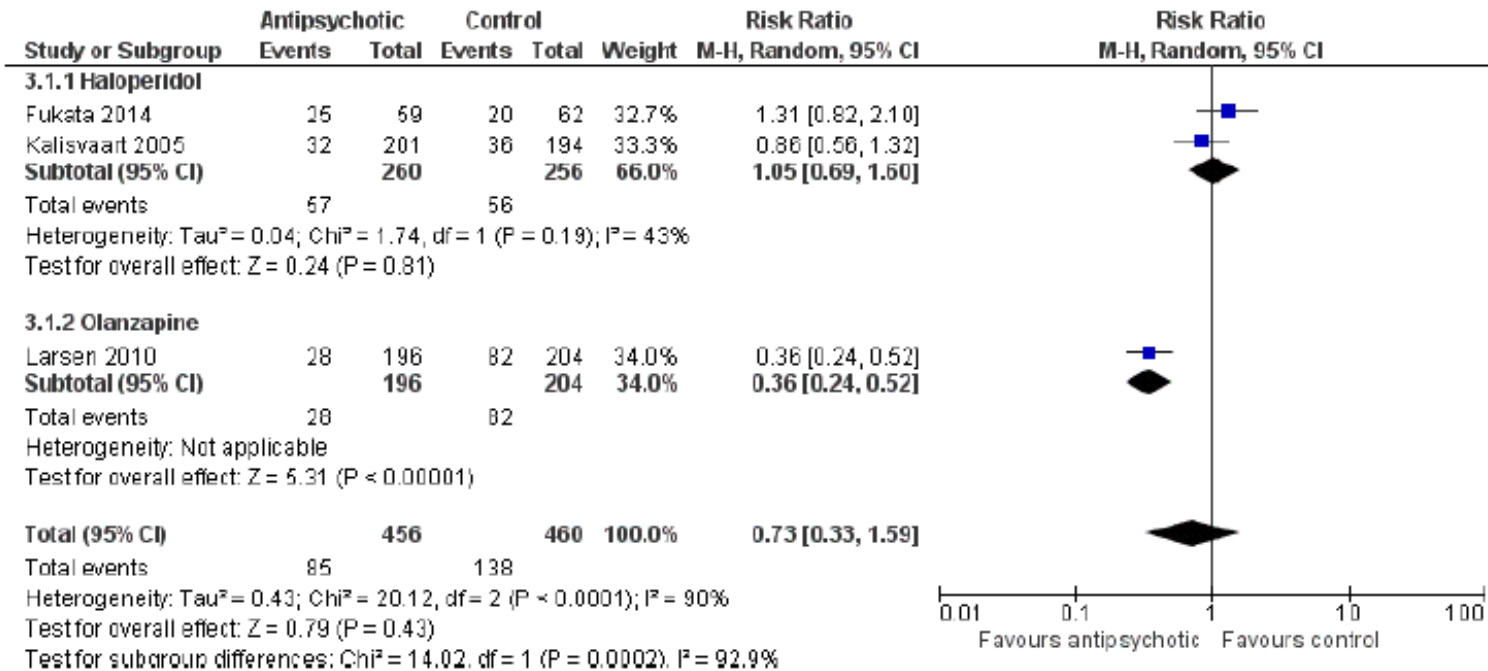 Antipsychotic Control Risk Ratio Risk Ratio
Study or Subgroup Events Total Events Total Weight M-H, Random, 95% CI M-H, Random, 95% CI
3.1.1 Haloperidol
Fukata 2014 25 59 20 62 32.7% 1.31 [0.82, 2.10]
Kalisvaart 2005 32 201 36 194 33.3% 0.86 [0.56, 1.32]
Subtotal (95% CI) 260 256 66.0% 1.05 [0.69, 1.60]
Total events 57 56
Heterogeneity: Tau² = 0.04; Chi² = 1.74, df = 1 (P = 0.19); I² = 43%
Test for overall effect: Z = 0.24 (P = 0.81)
3.1.2 Olanzapine
Larsen 2010 28 196 82 204 34.0% 0.36 [0.24, 0.52]
Subtotal (95% CI) 196 204 34.0% 0.36 [0.24, 0.52]
Total events 28 82
Heterogeneity: Not applicable
Test for overall effect: Z = 5.31 (P < 0.00001)
Total (95% CI) 456 460 100.0% 0.73 [0.33, 1.59]
Total events 85 138
Heterogeneity: Tau² = 0.43; Chi² = 20.12, df = 2 (P < 0.0001); I² = 90%
Test for overall effect: Z = 0.79 (P = 0.43)
Test for subgroup differences: Chi² = 14.02, df = 1 (P = 0.0002), I² = 92.9%
0.01 0.1 1 10 100
Favours antipsychotic Favours control